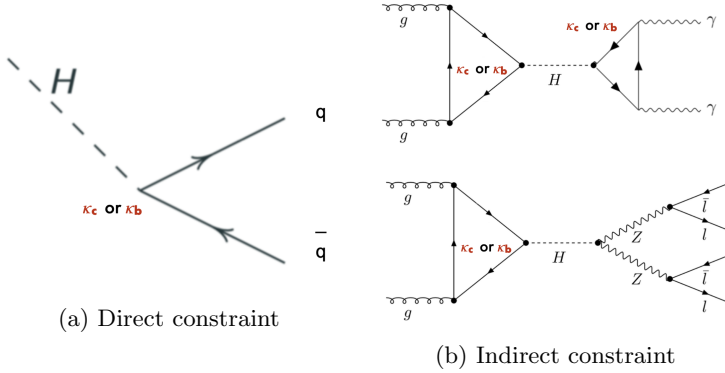 H
q
κc or κb
q̅
(a) Direct constraint
g
κc or κb
γ
κc or κb
H
g
γ
g
κc or κb
H
Z
l̅
l
Z
l̅
l
g
(b) Indirect constraint